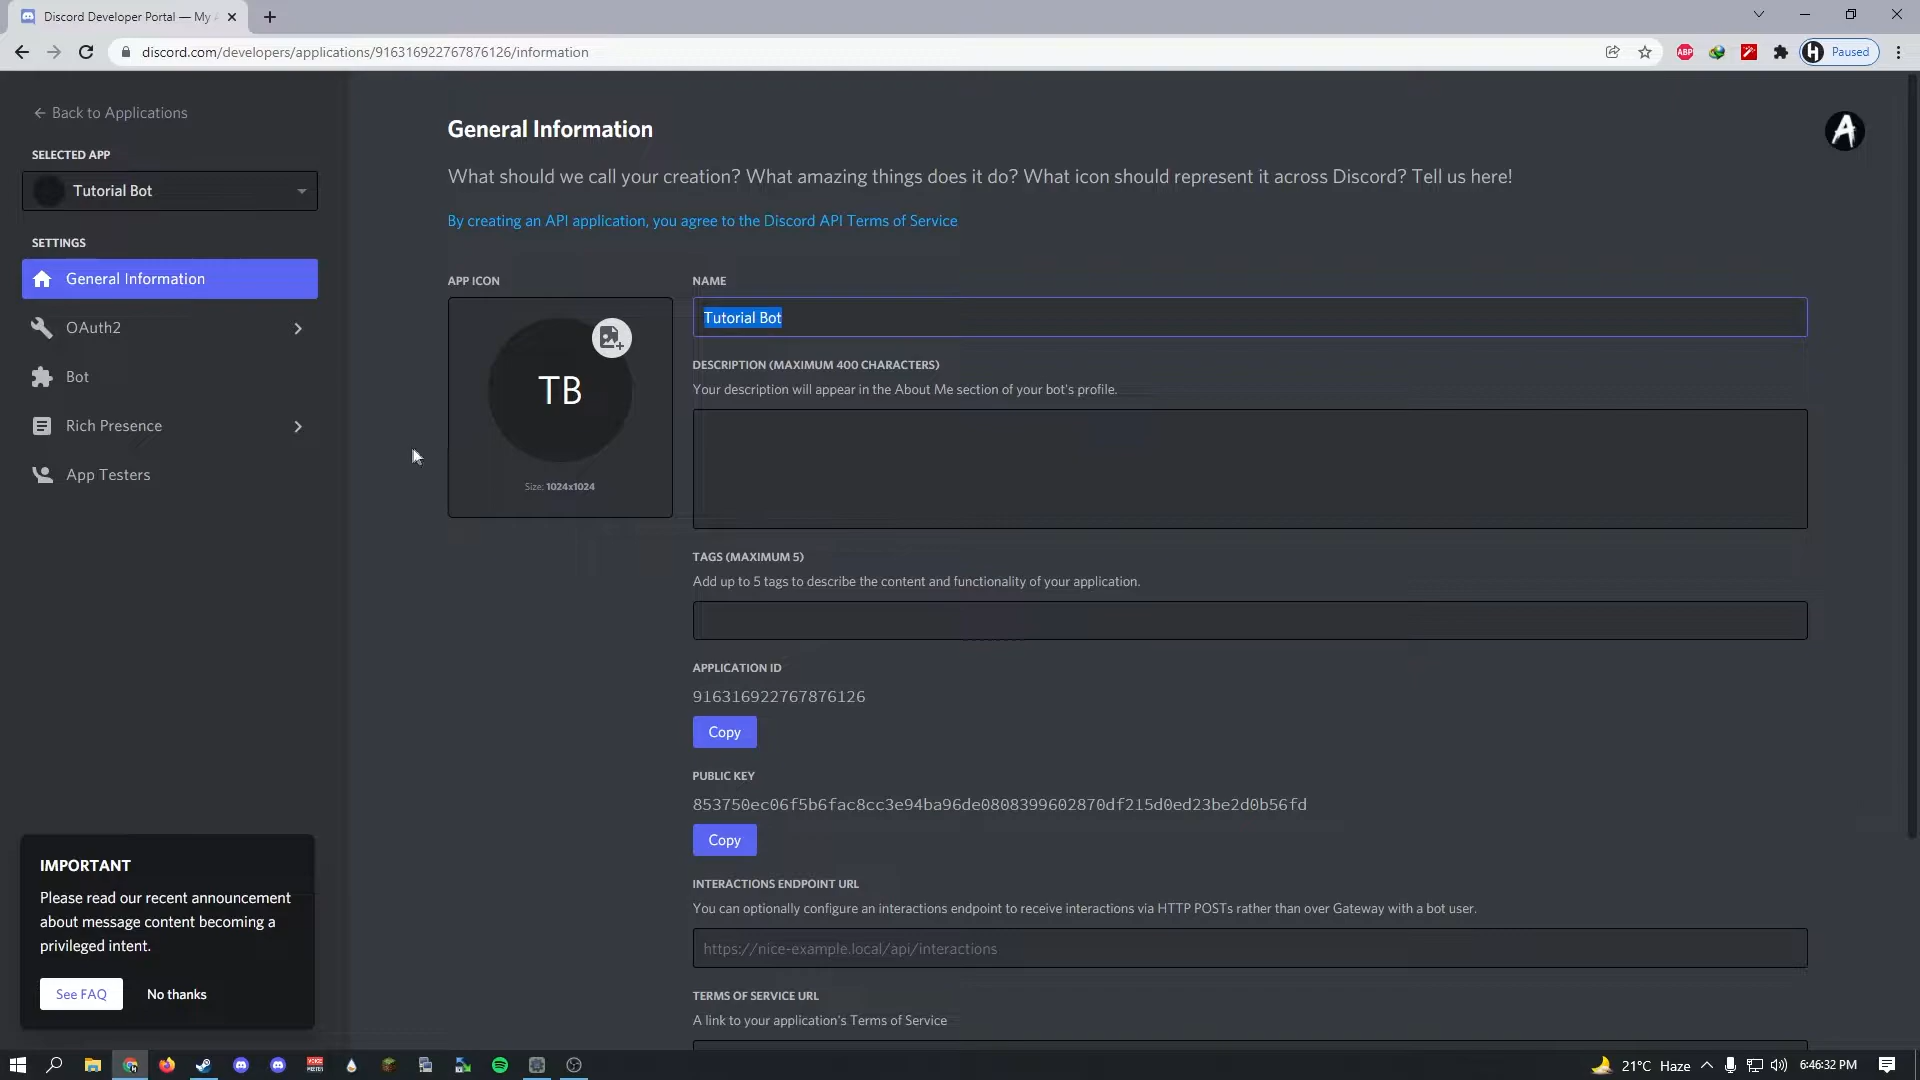 Discord Developer Portal — My A
discord.com/developers/applications/916316922767876126/information
ABP
Paused
Back to Applications
SELECTED APP
Tutorial Bot
SETTINGS
General Information
OAuth2
Bot
Rich Presence
App Testers
General Information
What should we call your creation? What amazing things does it do? What icon should represent it across Discord? Tell us here!
By creating an API application, you agree to the Discord API Terms of Service
APP ICON
TB
Size: 1024x1024
NAME
Tutorial Bot
DESCRIPTION (MAXIMUM 400 CHARACTERS)
Your description will appear in the About Me section of your bot's profile.
TAGS (MAXIMUM 5)
Add up to 5 tags to describe the content and functionality of your application.
APPLICATION ID
916316922767876126
Copy
PUBLIC KEY
853750ec06f5b6fac8cc3e94ba96de0808399602870df215d0ed23be2d0b56fd
Copy
INTERACTIONS ENDPOINT URL
You can optionally configure an interactions endpoint to receive interactions via HTTP POSTs rather than over Gateway with a bot user.
https://nice-example.local/api/interactions
TERMS OF SERVICE URL
A link to your application's Terms of Service
IMPORTANT
Please read our recent announcement
about message content becoming a
privileged intent.
See FAQ
No thanks
21°C Haze
6:46:32 PM